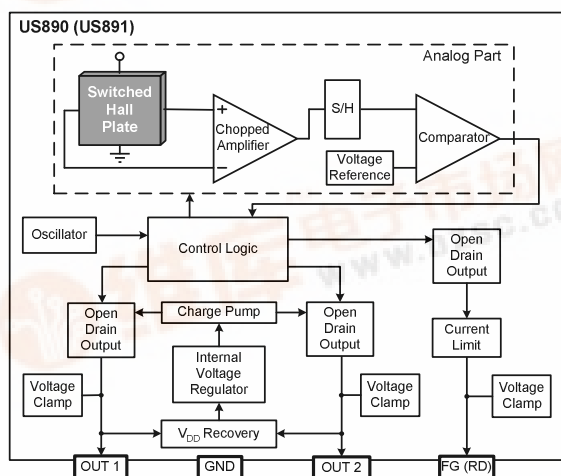 US890 (US891)
Analog Part
Switched
Hall
Plate
+
−
Chopped
Amplifier
S/H
Voltage
Reference
Comparator
Oscillator
Control Logic
Open
Drain
Output
Open
Drain
Output
Charge Pump
Open
Drain
Output
Current
Limit
Internal
Voltage
Regulator
Voltage
Clamp
Voltage
Clamp
Voltage
Clamp
VDD Recovery
OUT 1
GND
OUT 2
FG (RD)